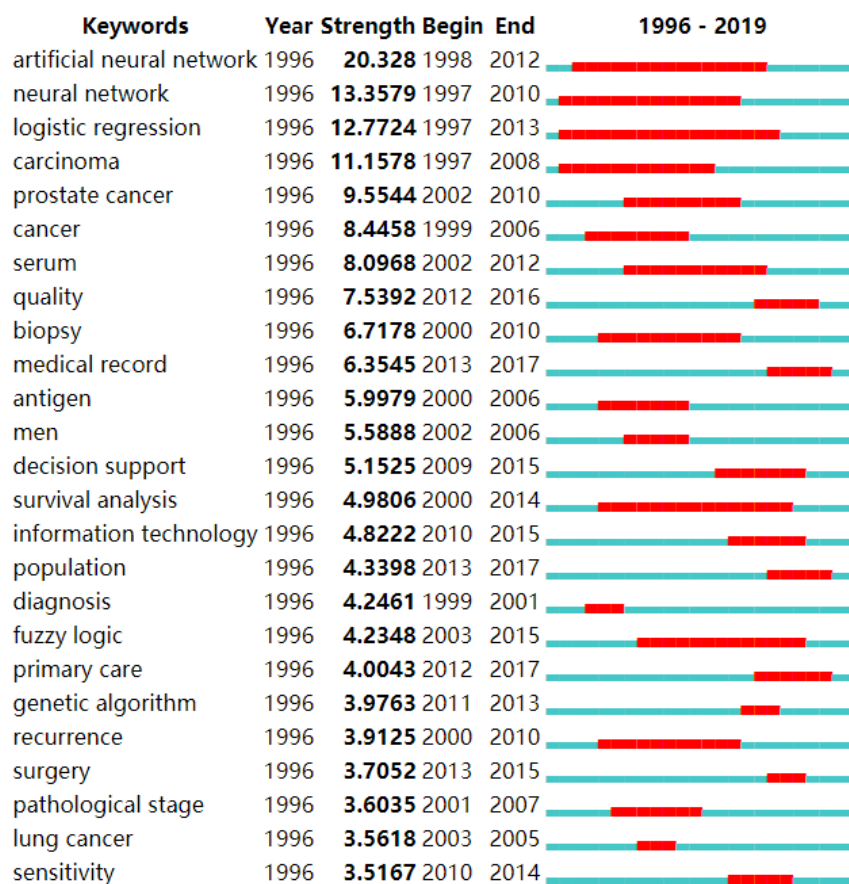 Keywords Year Strength Begin End 1996 - 2019
artificial neural network 1996 20.328 1998 2012
neural network 1996 13.3579 1997 2010
logistic regression 1996 12.7724 1997 2013
carcinoma 1996 11.1578 1997 2008
prostate cancer 1996 9.5544 2002 2010
cancer 1996 8.4458 1999 2006
serum 1996 8.0968 2002 2012
quality 1996 7.5392 2012 2016
biopsy 1996 6.7178 2000 2010
medical record 1996 6.3545 2013 2017
antigen 1996 5.9979 2000 2006
men 1996 5.5888 2002 2006
decision support 1996 5.1525 2009 2015
survival analysis 1996 4.9806 2000 2014
information technology 1996 4.8222 2010 2015
population 1996 4.3398 2013 2017
diagnosis 1996 4.2461 1999 2001
fuzzy logic 1996 4.2348 2003 2015
primary care 1996 4.0043 2012 2017
genetic algorithm 1996 3.9763 2011 2013
recurrence 1996 3.9125 2000 2010
surgery 1996 3.7052 2013 2015
pathological stage 1996 3.6035 2001 2007
lung cancer 1996 3.5618 2003 2005
sensitivity 1996 3.5167 2010 2014